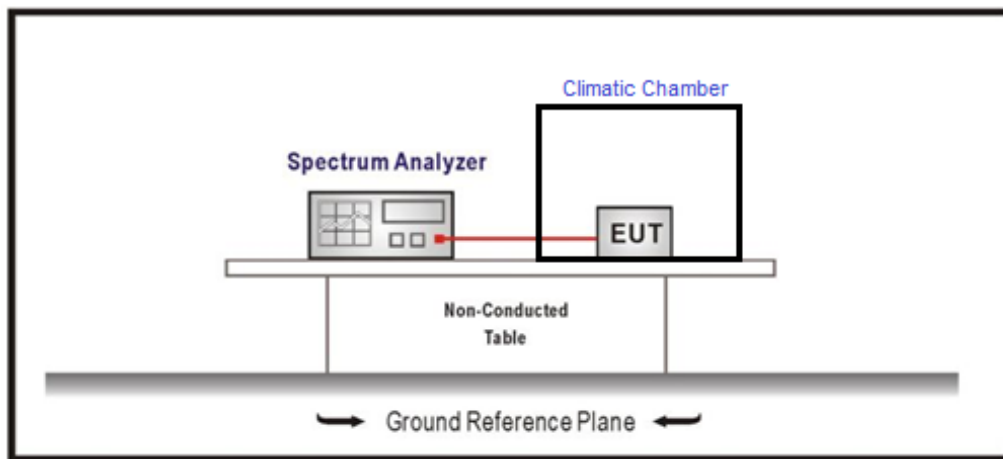 Climatic Chamber
Spectrum Analyzer
EUT
Non-Conducted
Table
Ground Reference Plane